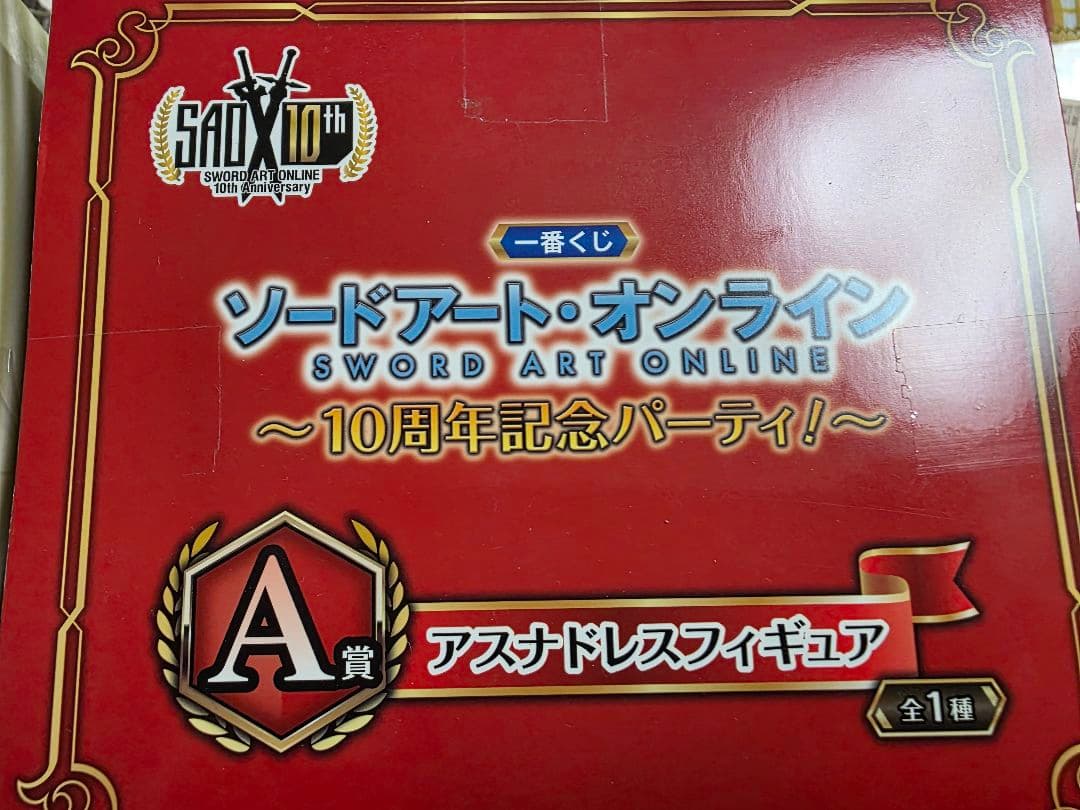 SAO 10th
SWORD ART ONLINE
10th Anniversary
一番くじ
ソードアート・オンライン
SWORD ART ONLINE
～10周年記念パーティ!～
A賞
アスナドレスフィギュア
全1種